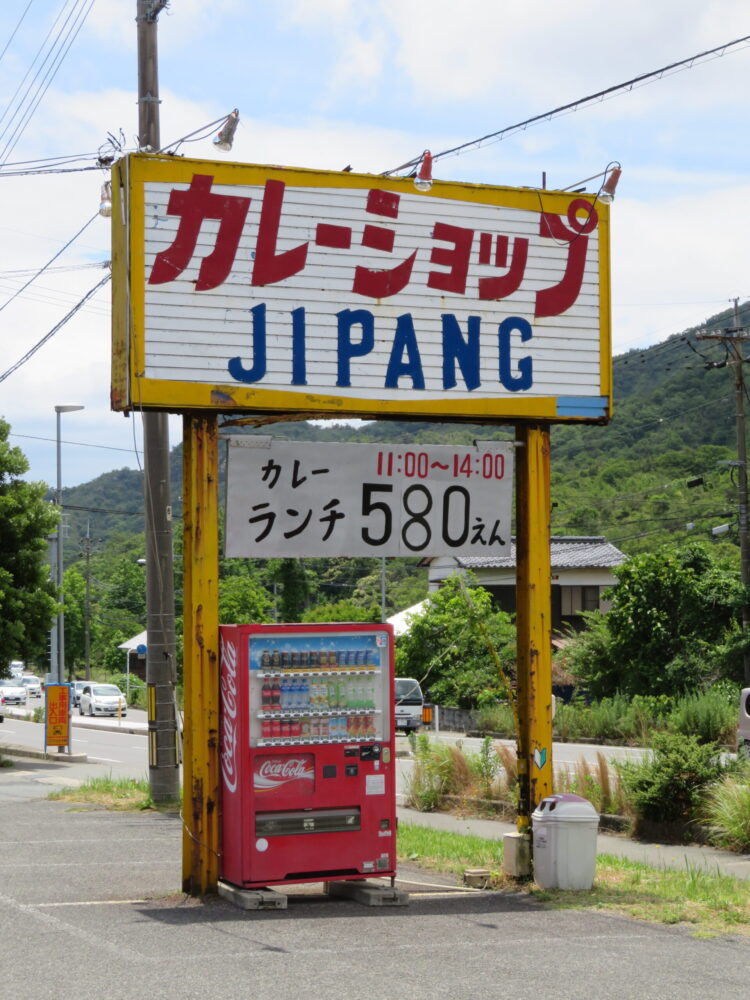 カレーショップ
JIPANG
カレー 11:00～14:00
ランチ 580えん
Coca-Cola
Coca-Cola